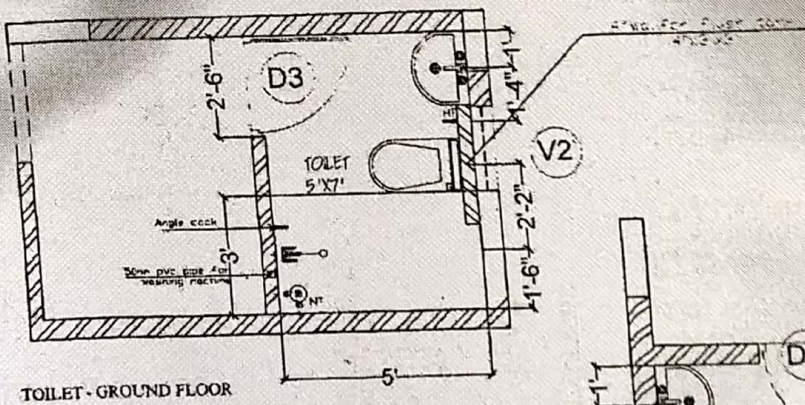 1'
2'-6"
D3
1'-4"
HT
V2
TOILET
5'X7'
2'-2"
Angle cock
3'
50mm pvc pipe for
washing machine
1'-6"
NT
5'
TOILET - GROUND FLOOR
1'
D